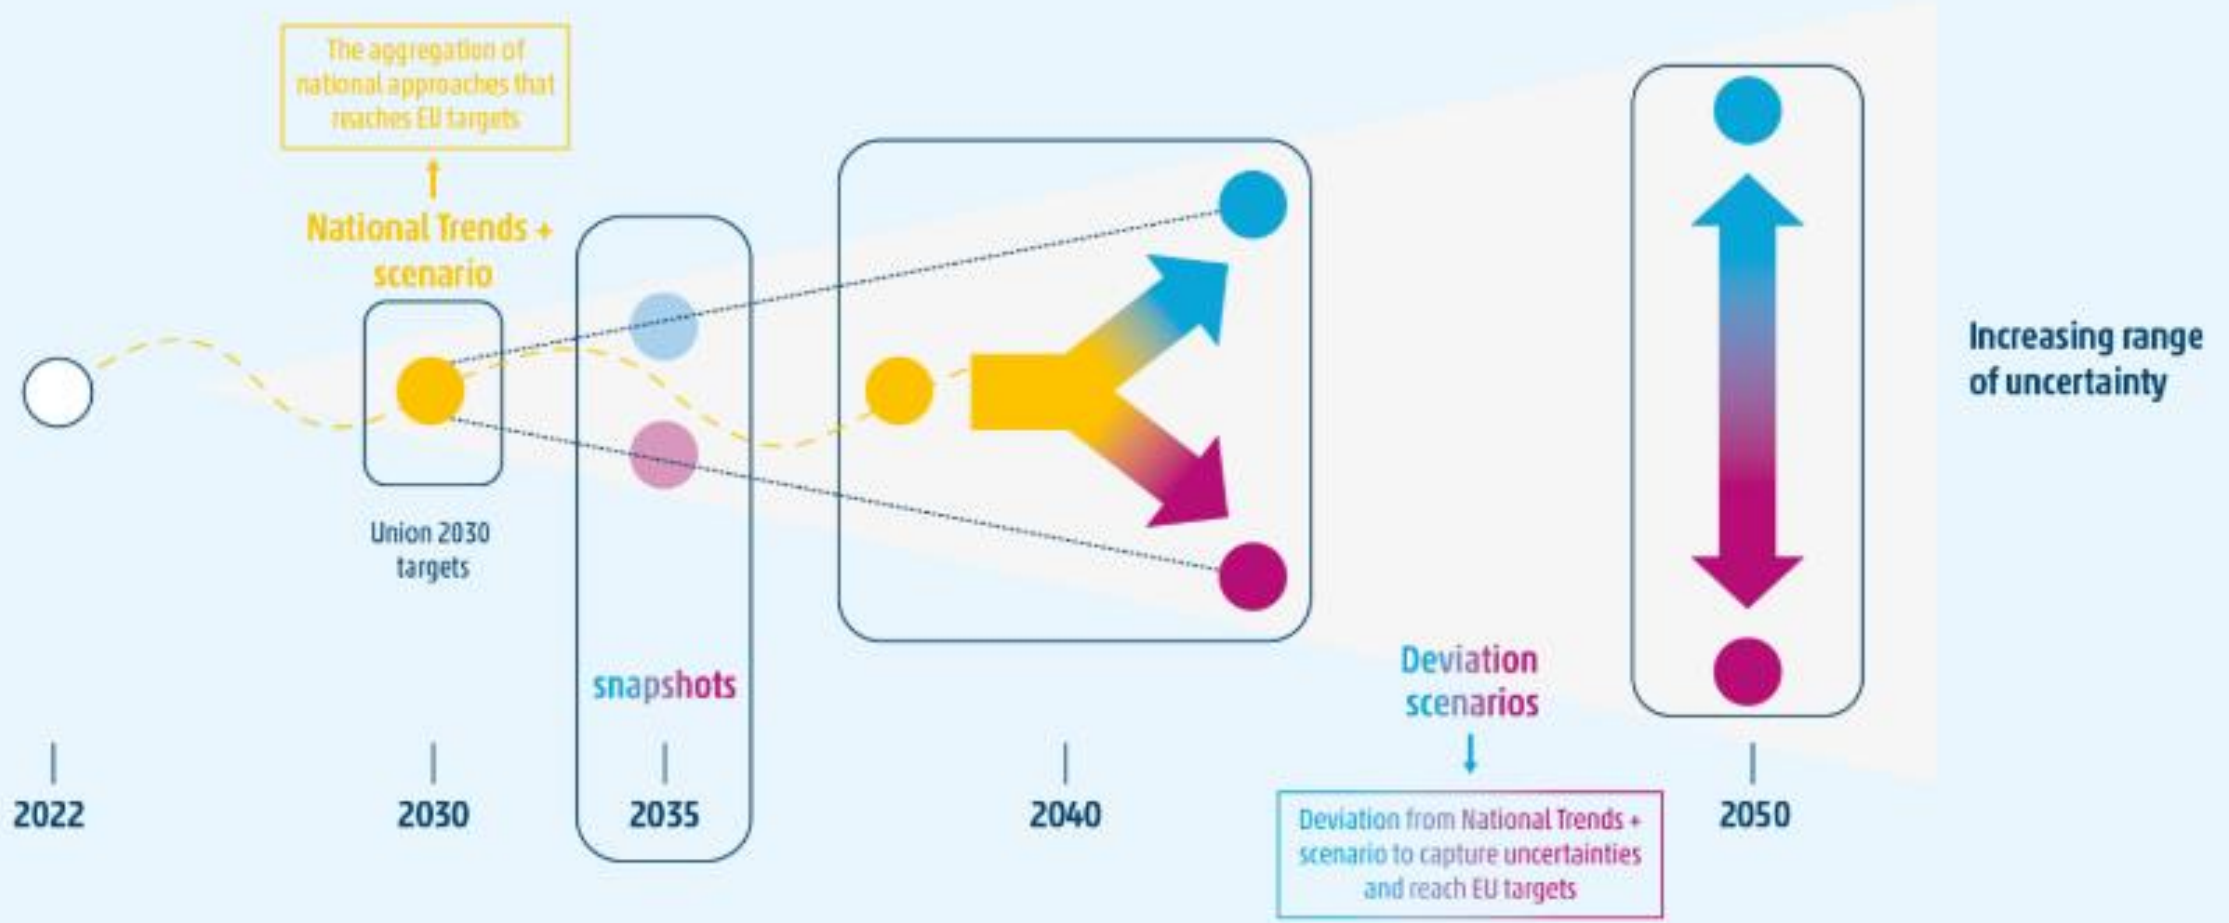 The aggregation of
national approaches that
reaches EU targets
National Trends +
scenario
Union 2030
targets
snapshots
Increasing range
of uncertainty
Deviation
scenarios
Deviation from National Trends +
scenario to capture uncertainties
and reach EU targets
2022
2030
2035
2040
2050